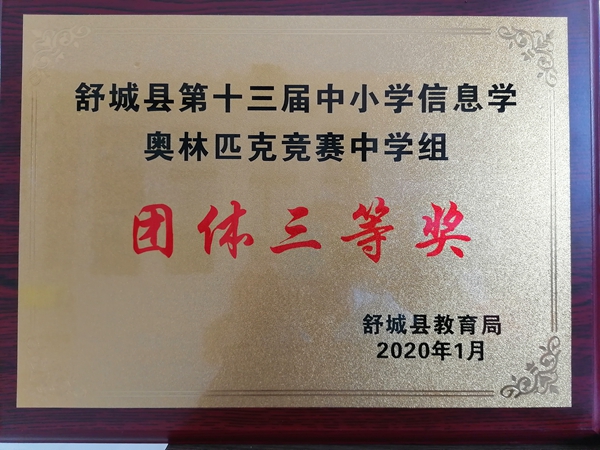 舒城县第十三届中小学信息学
奥林匹克竞赛中学组
团体三等奖
舒城县教育局
2020年1月